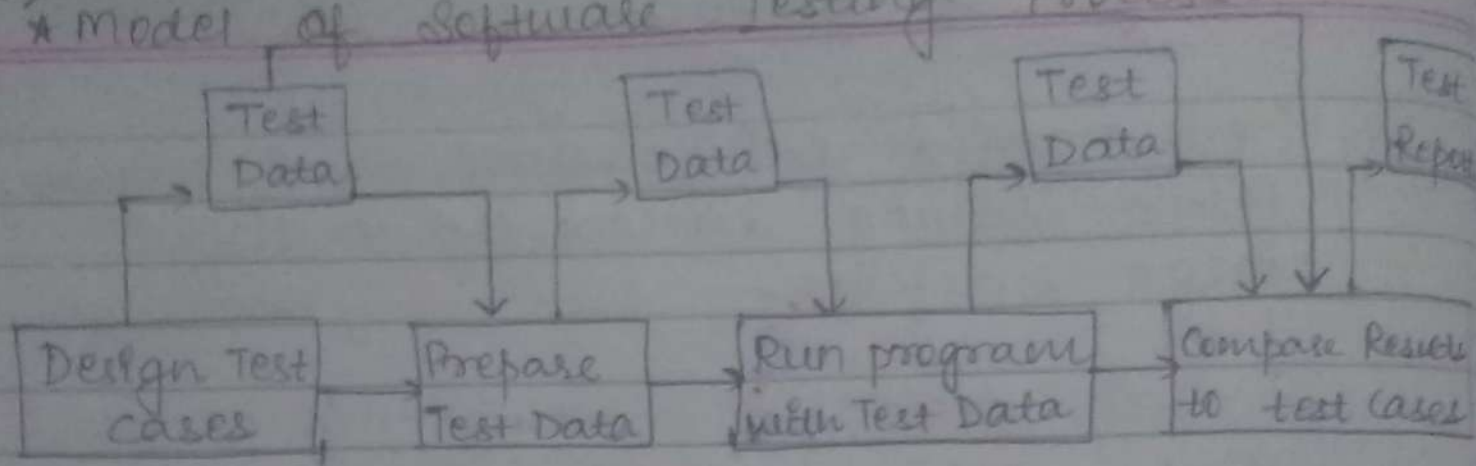 * Model of Software Testing
Test
Data
Test
Data
Test
Data
Test
Design Test
cases
Prepare
Test Data
Run program
with Test Data
Compare Results
to test cases